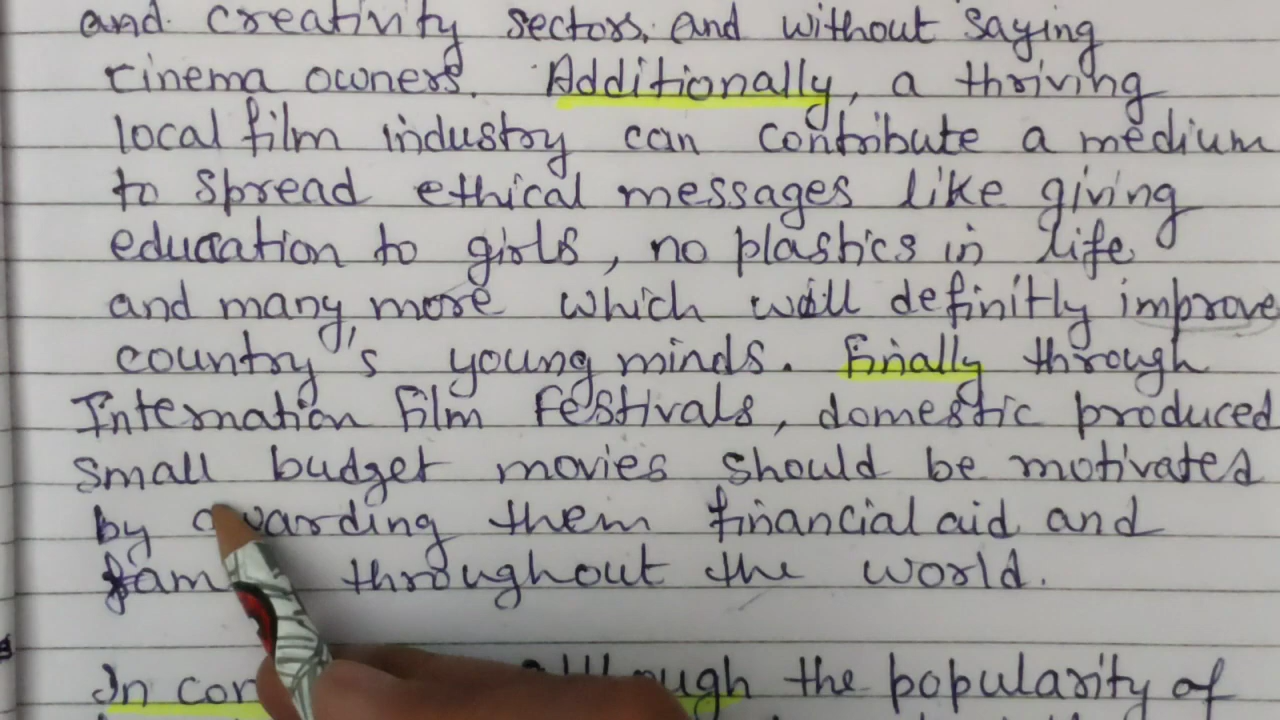 and creativity sectors, and without saying
cinema owners. Additionally, a thriving
local film industry can contribute a medium
to spread ethical messages like giving
eduaation to girls, no plastics in life
and many more which will definitly improve
country's young minds. Finally through
Internation Film Festivals, domestic produced
small budget movies should be motivated
by awarding them financial aid and
fam throughout the world.
In con although the popularity of